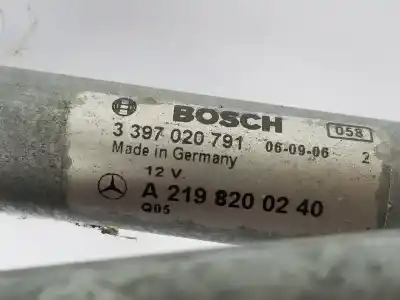 BOSCH 058
3 397 020 791 06-09-06 2
Made in Germany
12 V.
A 219 820 02 40
Q05